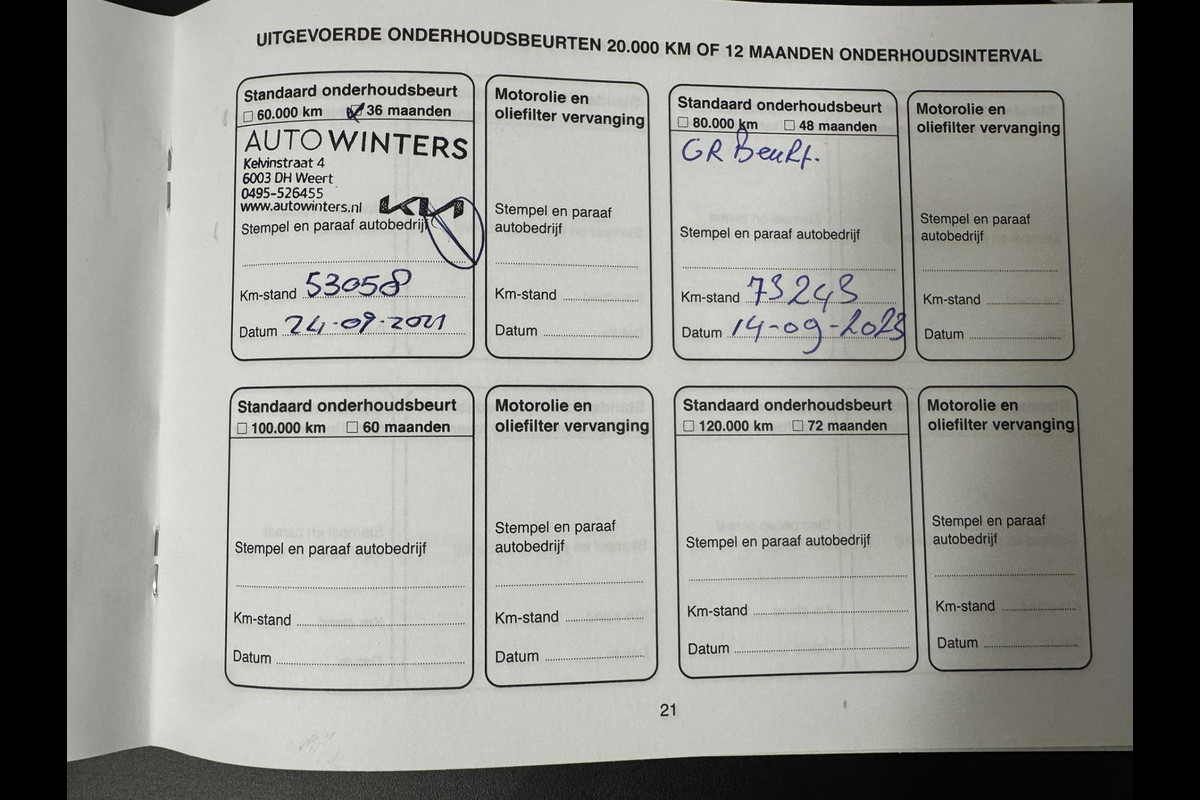 UITGEVOERDE ONDERHOUDSBEURTEN 20.000 KM OF 12 MAANDEN ONDERHOUDSINTERVAL
Standaard onderhoudsbeurt
60.000 km 36 maanden
AUTO WINTERS
Kelvinstraat 4
6003 DH Weert
0495-526455
www.autowinters.nl KIA
Stempel en paraaf autobedrijf
Km-stand 53058
Datum 24-09-2021
Motorolie en
oliefilter vervanging
Stempel en paraaf
autobedrijf
Km-stand
Datum
Standaard onderhoudsbeurt
80.000 km 48 maanden
GR Beurt.
Stempel en paraaf autobedrijf
Km-stand 73243
Datum 14-09-2023
Motorolie en
oliefilter vervanging
Stempel en paraaf
autobedrijf
Km-stand
Datum
Standaard onderhoudsbeurt
100.000 km 60 maanden
Stempel en paraaf autobedrijf
Km-stand
Datum
Motorolie en
oliefilter vervanging
Stempel en paraaf
autobedrijf
Km-stand
Datum
Standaard onderhoudsbeurt
120.000 km 72 maanden
Stempel en paraaf autobedrijf
Km-stand
Datum
Motorolie en
oliefilter vervanging
Stempel en paraaf
autobedrijf
Km-stand
Datum
21